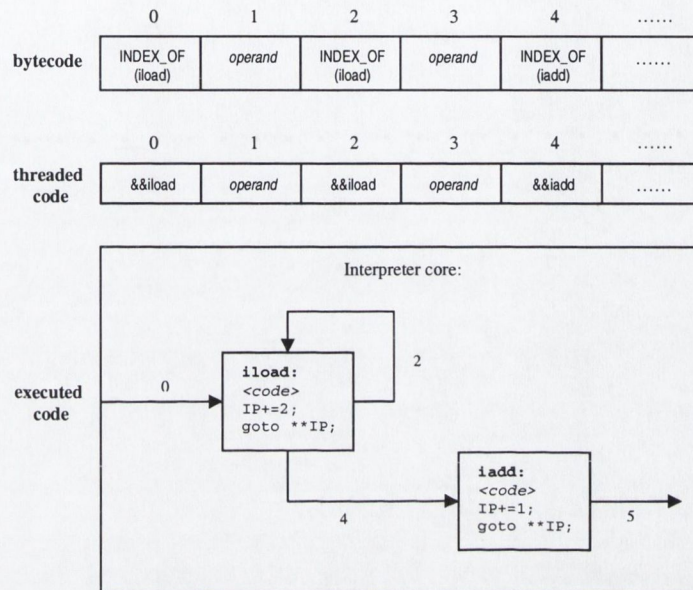 0 1 2 3 4 ......
bytecode
INDEX_OF (iload)
operand
INDEX_OF (iload)
operand
INDEX_OF (iadd)
......
0 1 2 3 4 ......
threaded code
&&iload
operand
&&iload
operand
&&iadd
......
Interpreter core:
executed code
0
iload:
<code>
IP+=2;
goto **IP;
2
4
iadd:
<code>
IP+=1;
goto **IP;
5